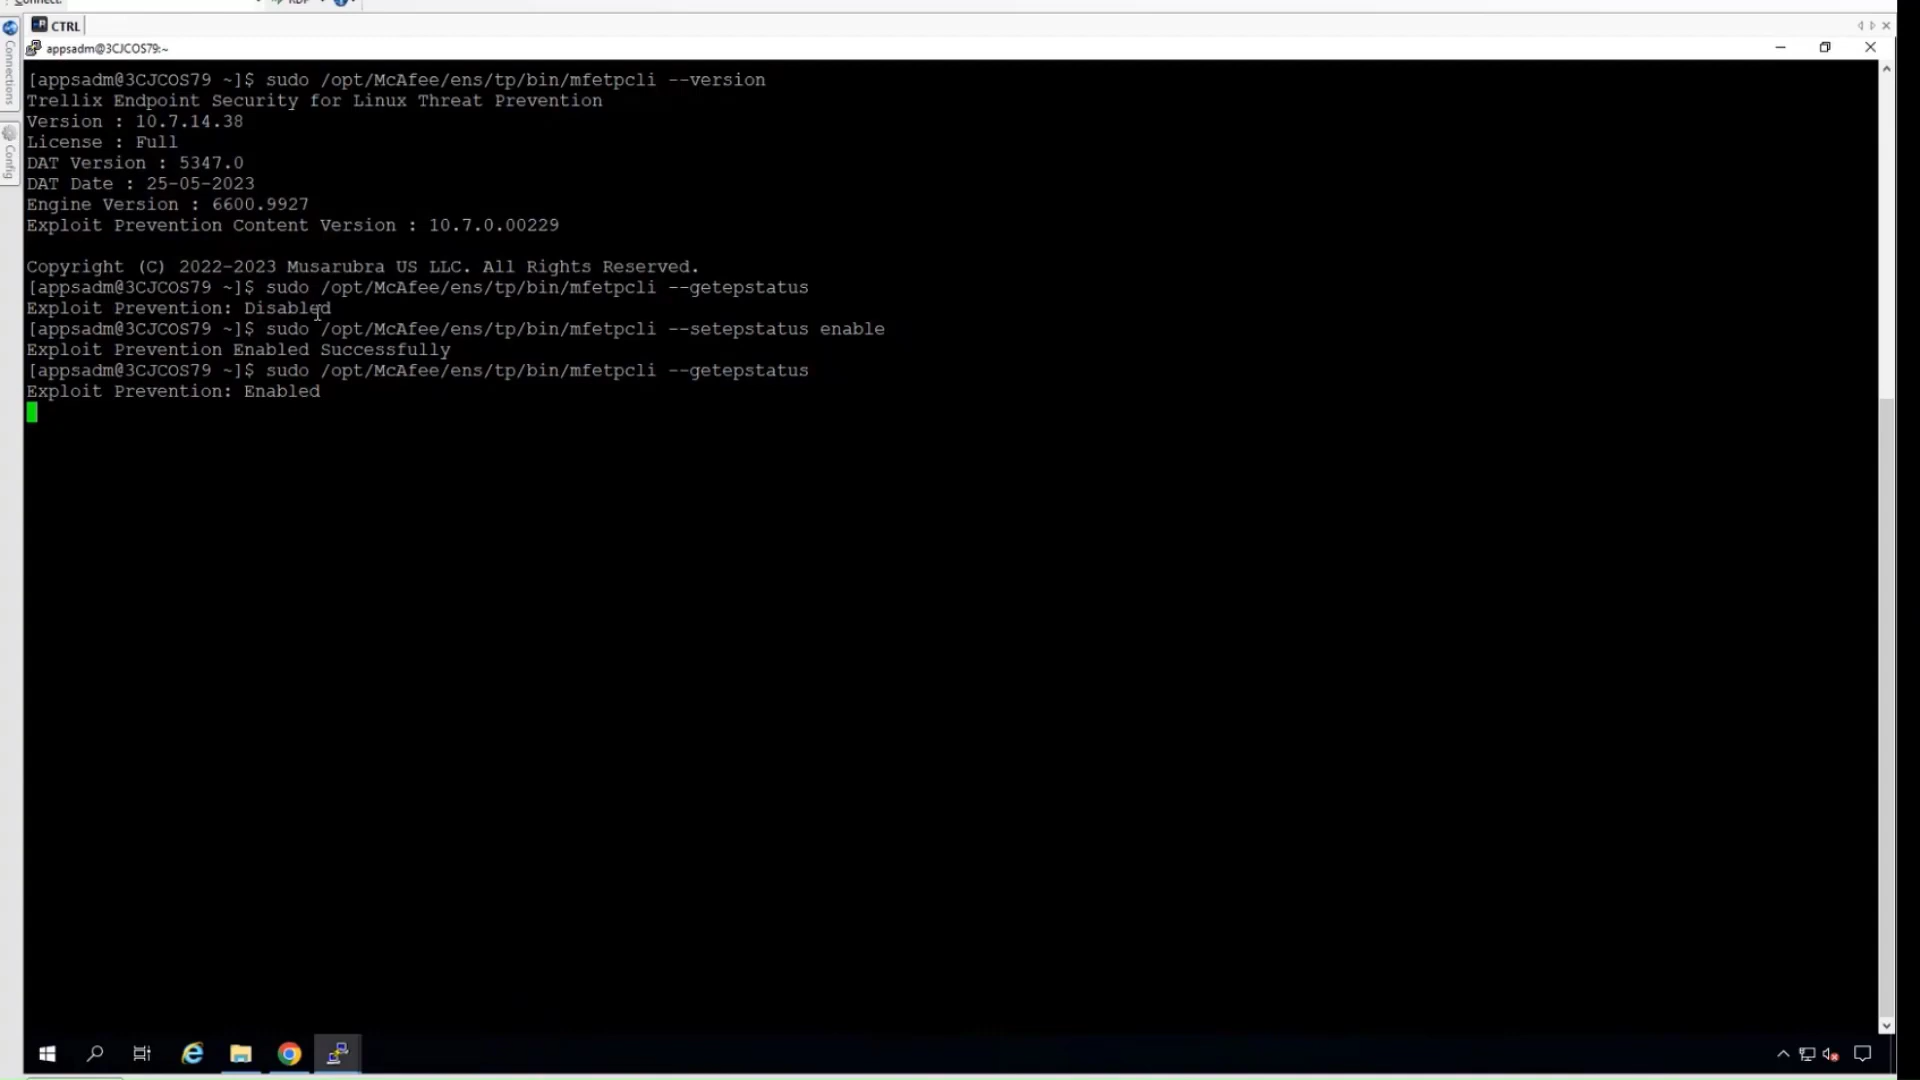 CTRL
appsadm@3CJCOS79:~
Connections
Config
[appsadm@3CJCOS79 ~]$ sudo /opt/McAfee/ens/tp/bin/mfetpcli --version
Trellix Endpoint Security for Linux Threat Prevention
Version : 10.7.14.38
License : Full
DAT Version : 5347.0
DAT Date : 25-05-2023
Engine Version : 6600.9927
Exploit Prevention Content Version : 10.7.0.00229
Copyright (C) 2022-2023 Musarubra US LLC. All Rights Reserved.
[appsadm@3CJCOS79 ~]$ sudo /opt/McAfee/ens/tp/bin/mfetpcli --getepstatus
Exploit Prevention: Disabled
[appsadm@3CJCOS79 ~]$ sudo /opt/McAfee/ens/tp/bin/mfetpcli --setepstatus enable
Exploit Prevention Enabled Successfully
[appsadm@3CJCOS79 ~]$ sudo /opt/McAfee/ens/tp/bin/mfetpcli --getepstatus
Exploit Prevention: Enabled